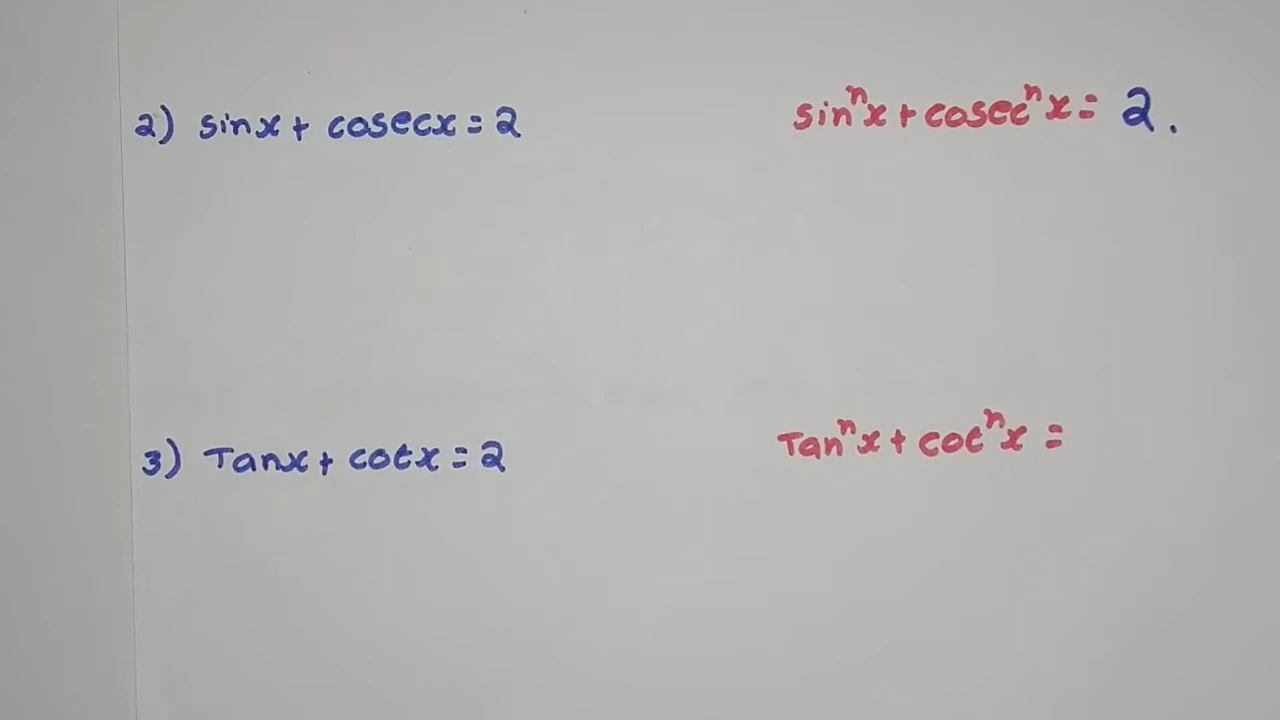 2) sinx + cosecx = 2
sinⁿx + cosecⁿx = 2.
3) Tanx + cotx = 2
Tanⁿx + cotⁿx =